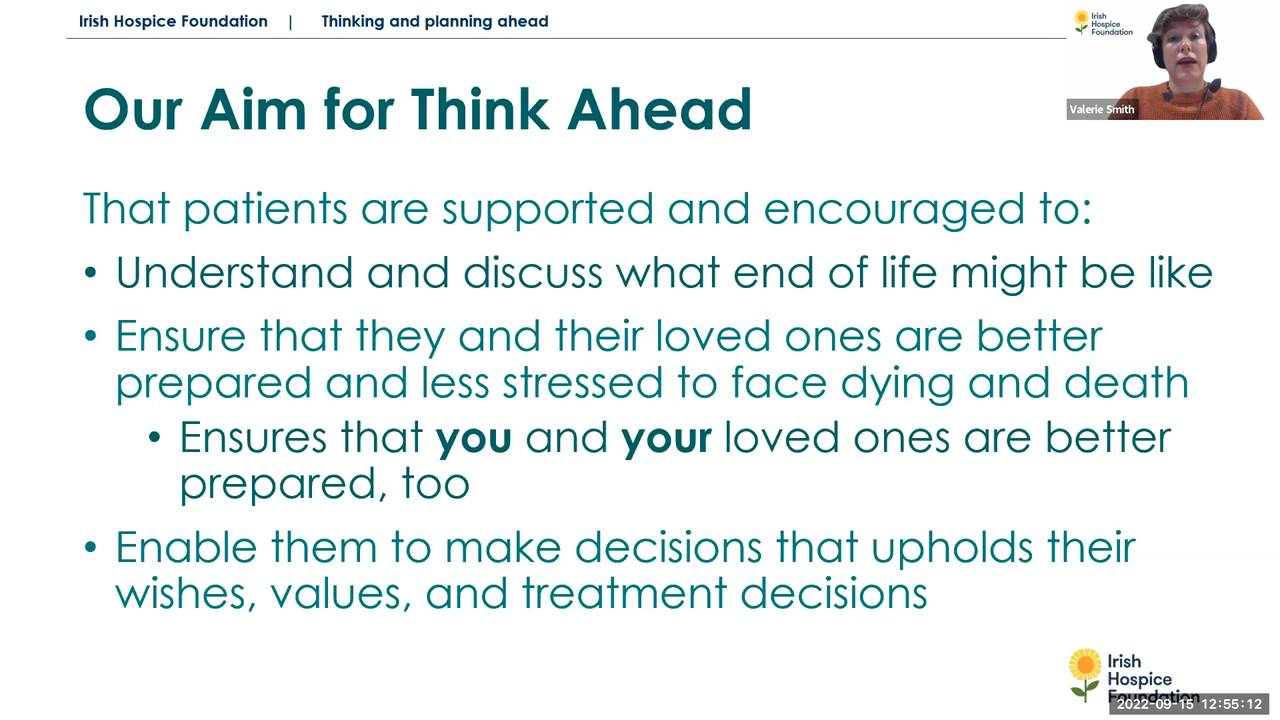 Irish Hospice Foundation | Thinking and planning ahead
Irish
Hospice
Foundation
Valerie Smith
Our Aim for Think Ahead
That patients are supported and encouraged to:
• Understand and discuss what end of life might be like
• Ensure that they and their loved ones are better
prepared and less stressed to face dying and death
• Ensures that you and your loved ones are better
prepared, too
• Enable them to make decisions that upholds their
wishes, values, and treatment decisions
Irish
Hospice
Foundation
2022-09-15 12:55:12